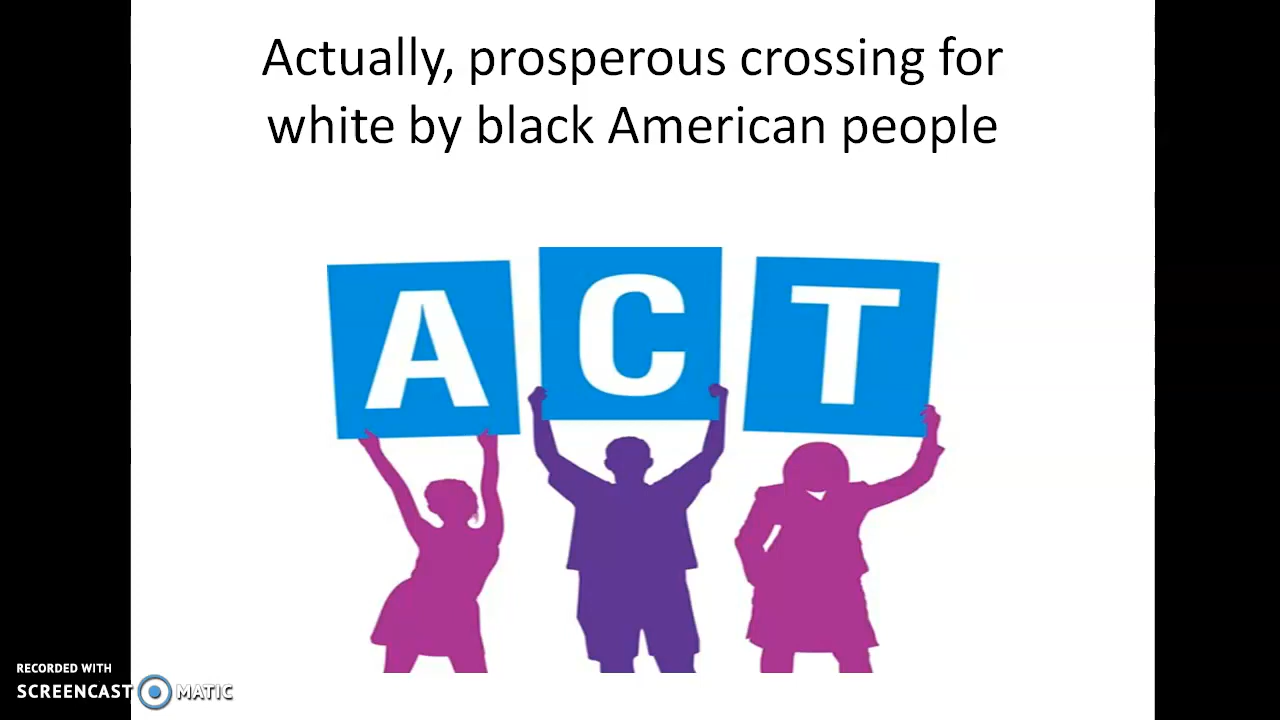 Actually, prosperous crossing for
white by black American people
A C T
RECORDED WITH
SCREENCAST MATIC